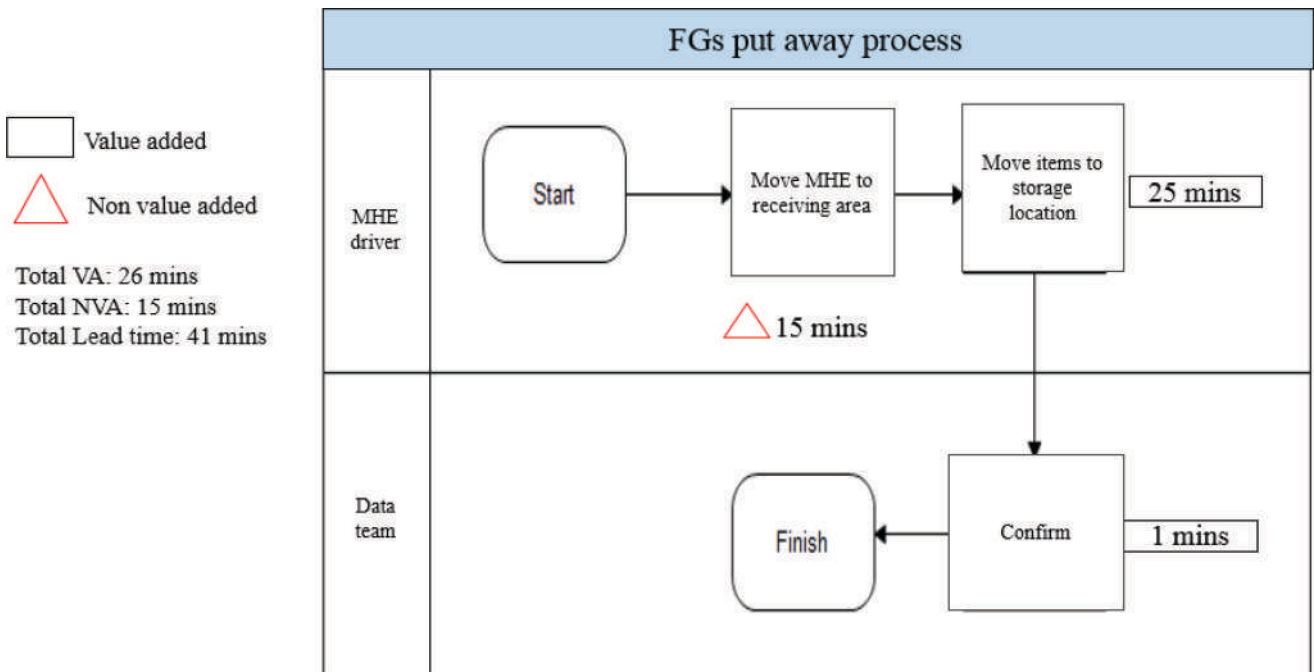 FGs put away process
Value added
Non value added
Total VA: 26 mins
Total NVA: 15 mins
Total Lead time: 41 mins
MHE
driver
Start
Move MHE to
receiving area
Move items to
storage
location
25 mins
15 mins
Data
team
Finish
Confirm
1 mins